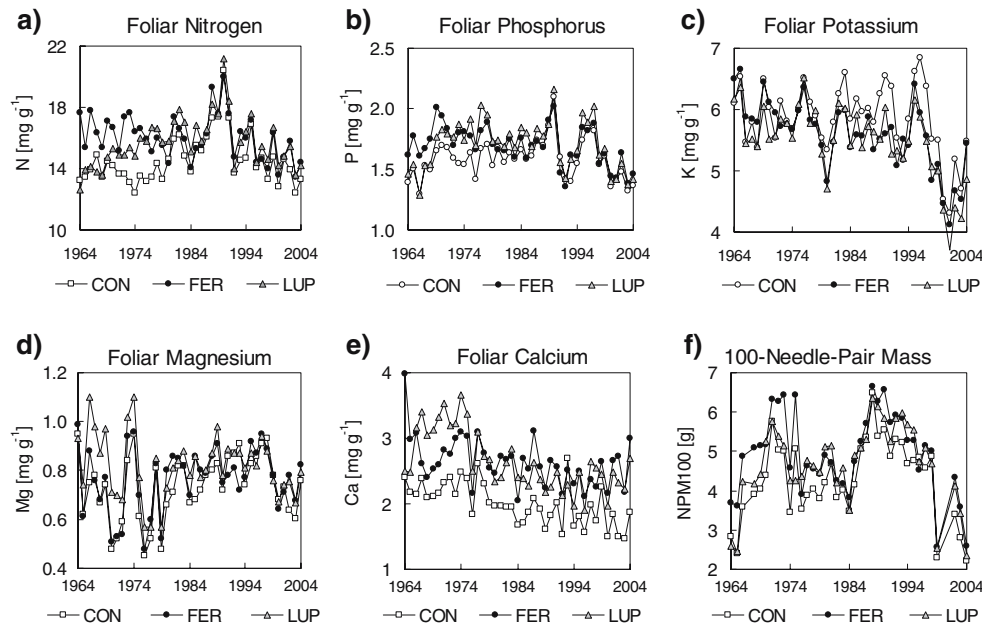 a) Foliar Nitrogen
22
18
14
10
N [mg g-1]
1964 1974 1984 1994 2004
CON FER LUP
b) Foliar Phosphorus
2.5
2.0
1.5
1.0
P [mg g-1]
1964 1974 1984 1994 2004
CON FER LUP
c) Foliar Potassium
7
6
5
4
K [mg g-1]
1964 1974 1984 1994 2004
CON FER LUP
d) Foliar Magnesium
1.2
1.0
0.8
0.6
0.4
Mg [mg g-1]
1964 1974 1984 1994 2004
CON FER LUP
e) Foliar Calcium
4
3
2
1
0
Ca [mg g-1]
1964 1974 1984 1994 2004
CON FER LUP
f) 100-Needle-Pair Mass
7
6
5
4
3
2
NPM100 [g]
1964 1974 1984 1994 2004
CON FER LUP